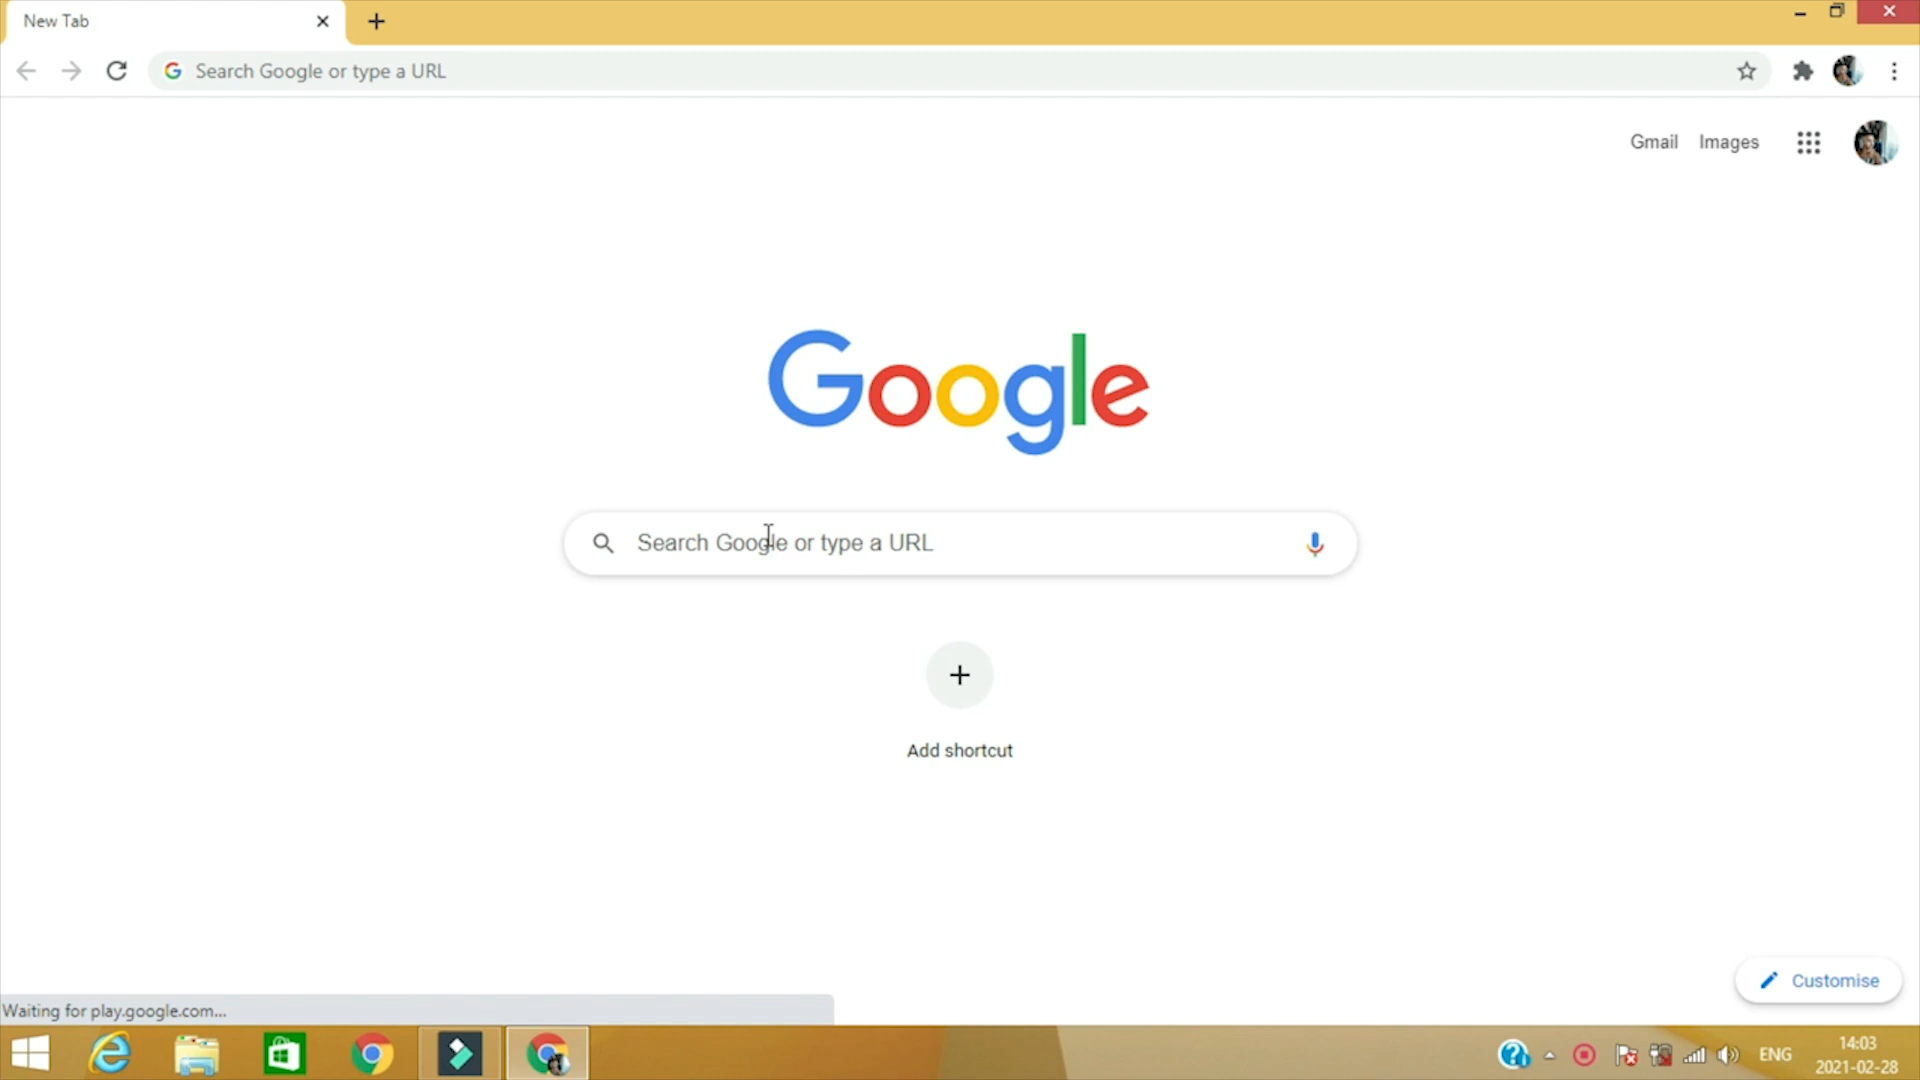 New Tab
Search Google or type a URL
Gmail Images
Google
Search Google or type a URL
Add shortcut
Customise
Waiting for play.google.com...
ENG
14:03
2021-02-28